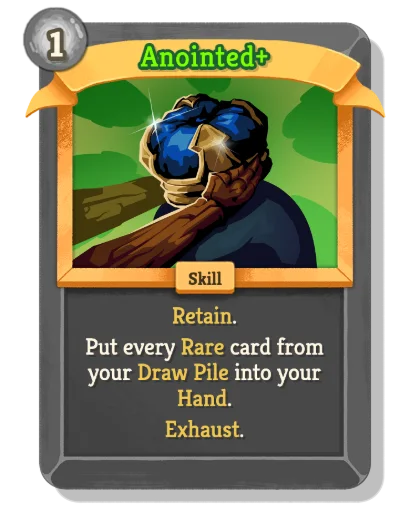 1
Anointed+
Skill
Retain.
Put every Rare card from
your Draw Pile into your
Hand.
Exhaust.